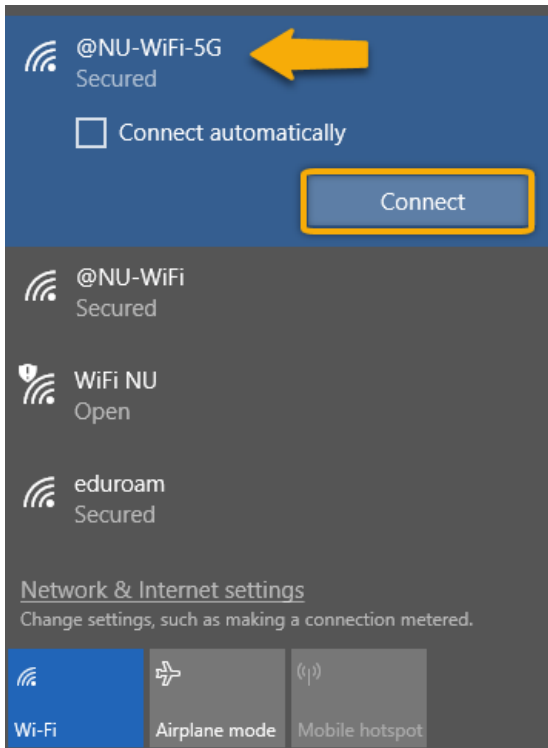 @NU-WiFi-5G
Secured
Connect automatically
Connect
@NU-WiFi
Secured
WiFi NU
Open
eduroam
Secured
Network & Internet settings
Change settings, such as making a connection metered.
Wi-Fi
Airplane mode
Mobile hotspot